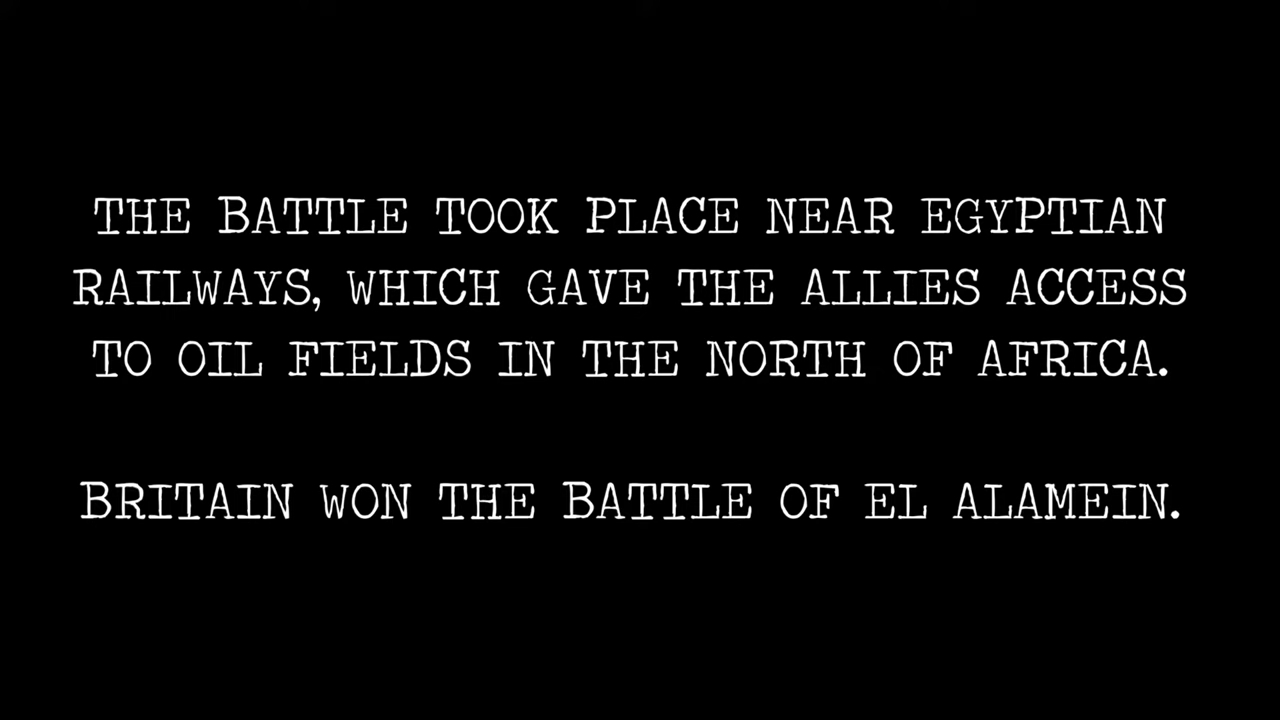 THE BATTLE TOOK PLACE NEAR EGYPTIAN
RAILWAYS, WHICH GAVE THE ALLIES ACCESS
TO OIL FIELDS IN THE NORTH OF AFRICA.
BRITAIN WON THE BATTLE OF EL ALAMEIN.